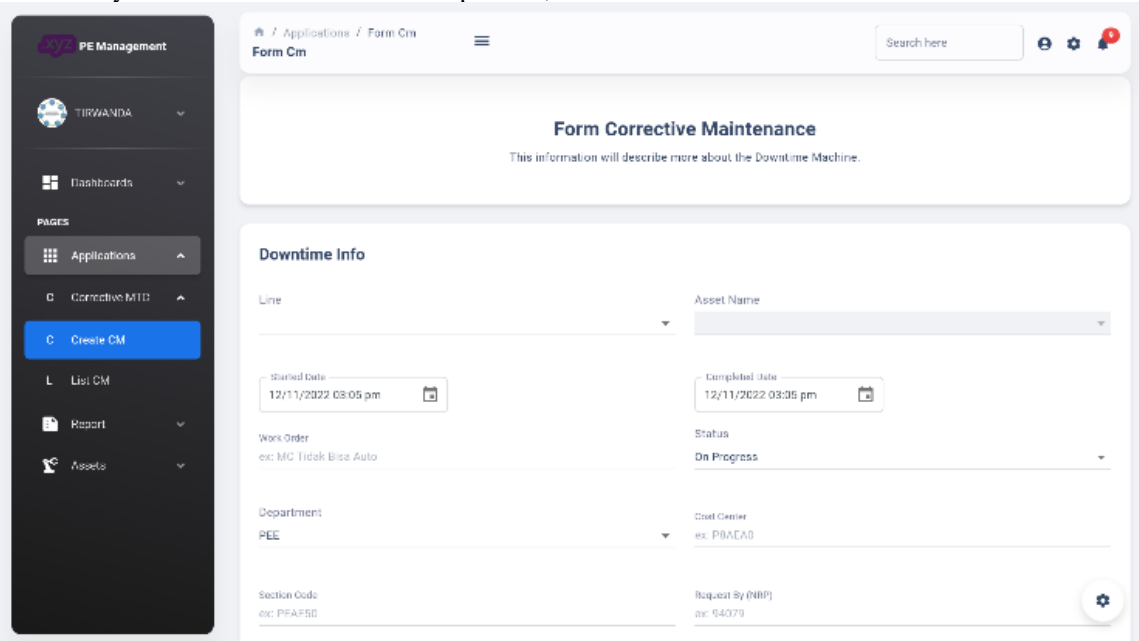 .xyz PE Management
TIRWANDA
Dashboards
PAGES
Applications
C Corrective MTC
C Create CM
L List CM
Report
Assets
/ Applications / Form Cm
Form Cm
Search here
Form Corrective Maintenance
This information will describe more about the Downtime Machine.
Downtime Info
Line
Asset Name
Started Date
12/11/2022 03:05 pm
Completed Date
12/11/2022 03:05 pm
Work Order
ex: MC Tidak Bisa Auto
Status
On Progress
Department
PEE
Cost Center
ex: P8AEA0
Section Code
ex: PEAE50
Request By (NRP)
ex: 94079